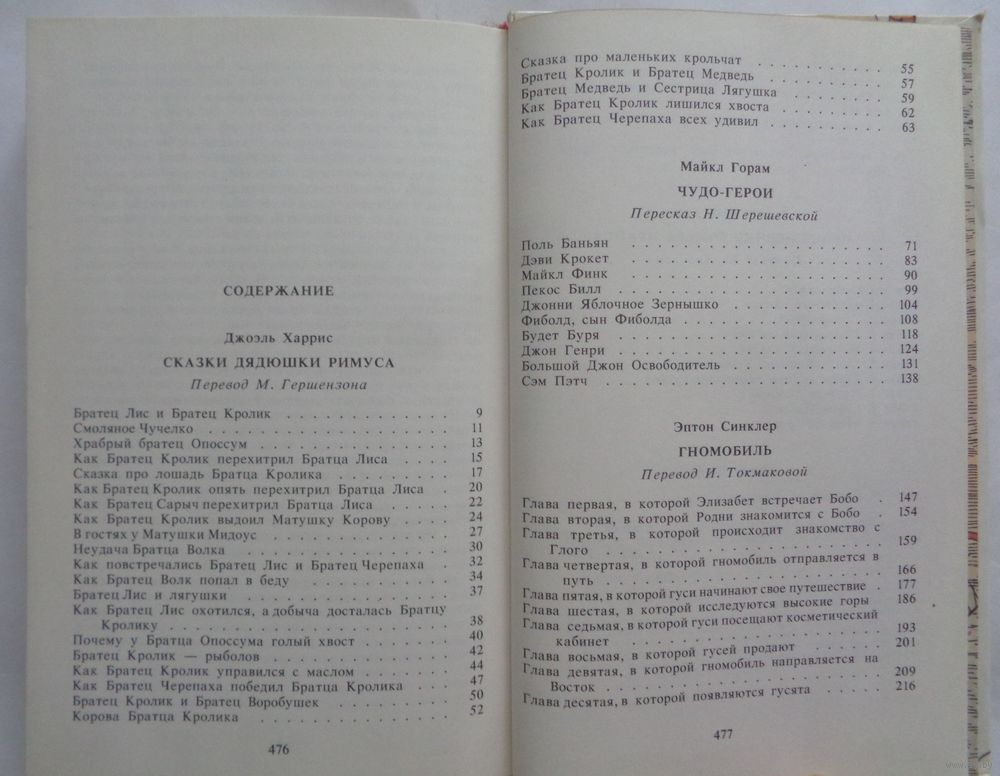 СОДЕРЖАНИЕ
Джоэль Харрис
СКАЗКИ ДЯДЮШКИ РИМУСА
Перевод М. Гершензона
Братец Лис и Братец Кролик . . . . . . . . . . . . 9
Смоляное Чучелко . . . . . . . . . . . . 11
Храбрый братец Опоссум . . . . . . . . . . . . 13
Как Братец Кролик перехитрил Братца Лиса . . . . 15
Сказка про лошадь Братца Кролика . . . . . . . . 17
Как Братец Кролик опять перехитрил Братца Лиса . 20
Как Братец Сарыч перехитрил Братца Лиса . . . . 22
Как Братец Кролик выдоил Матушку Корову . . . . 24
В гостях у Матушки Мидоус . . . . . . . . . . . . 27
Неудача Братца Волка . . . . . . . . . . . . 30
Как повстречались Братец Лис и Братец Черепаха . 32
Как Братец Волк попал в беду . . . . . . . . . . 34
Братец Лис и лягушки . . . . . . . . . . . . 37
Как Братец Лис охотился, а добыча досталась Братцу
Кролику . . . . . . . . . . . . 38
Почему у Братца Опоссума голый хвост . . . . . . 40
Братец Кролик — рыболов . . . . . . . . . . . . 42
Как Братец Кролик управился с маслом . . . . . . 44
Как Братец Черепаха победил Братца Кролика . . . 47
Братец Кролик и Братец Воробушек . . . . . . . . 50
Корова Братца Кролика . . . . . . . . . . . . 52
476
Сказка про маленьких крольчат . . . . . . . . 55
Братец Кролик и Братец Медведь . . . . . . . . 57
Братец Медведь и Сестрица Лягушка . . . . . . . 59
Как Братец Кролик лишился хвоста . . . . . . . . 62
Как Братец Черепаха всех удивил . . . . . . . . 63
Майкл Горам
ЧУДО-ГЕРОИ
Пересказ Н. Шерешевской
Поль Баньян . . . . . . . . . . . . 71
Дэви Крокет . . . . . . . . . . . . 83
Майкл Финк . . . . . . . . . . . . 90
Пекос Билл . . . . . . . . . . . . 99
Джонни Яблочное Зернышко . . . . . . . . . . 104
Фиболд, сын Фиболда . . . . . . . . . . . . 108
Будет Буря . . . . . . . . . . . . 118
Джон Генри . . . . . . . . . . . . 124
Большой Джон Освободитель . . . . . . . . . . 131
Сэм Пэтч . . . . . . . . . . . . 138
Эптон Синклер
ГНОМОБИЛЬ
Перевод И. Токмаковой
Глава первая, в которой Элизабет встречает Бобо . 147
Глава вторая, в которой Родни знакомится с Бобо . 154
Глава третья, в которой происходит знакомство с
Глого . . . . . . . . . . . . 159
Глава четвертая, в которой гномобиль отправляется в
путь . . . . . . . . . . . . 166
Глава пятая, в которой гуси начинают свое путешествие . 177
Глава шестая, в которой исследуются высокие горы . 186
Глава седьмая, в которой гуси посещают косметический
кабинет . . . . . . . . . . . . 193
Глава восьмая, в которой гусей продают . . . . . 201
Глава девятая, в которой гномобиль направляется на
Восток . . . . . . . . . . . . 209
Глава десятая, в которой появляются гусята . . . . 216
477